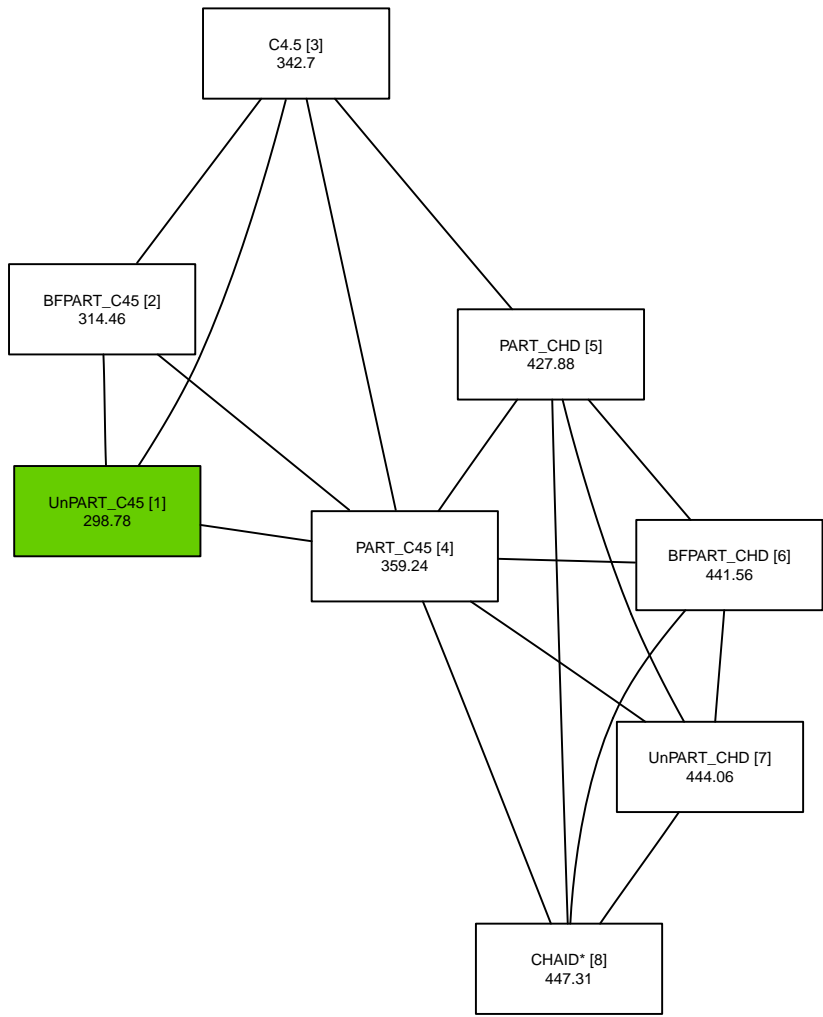 C4.5 [3]
342.7
BFPART_C45 [2]
314.46
PART_CHD [5]
427.88
UnPART_C45 [1]
298.78
PART_C45 [4]
359.24
BFPART_CHD [6]
441.56
UnPART_CHD [7]
444.06
CHAID* [8]
447.31